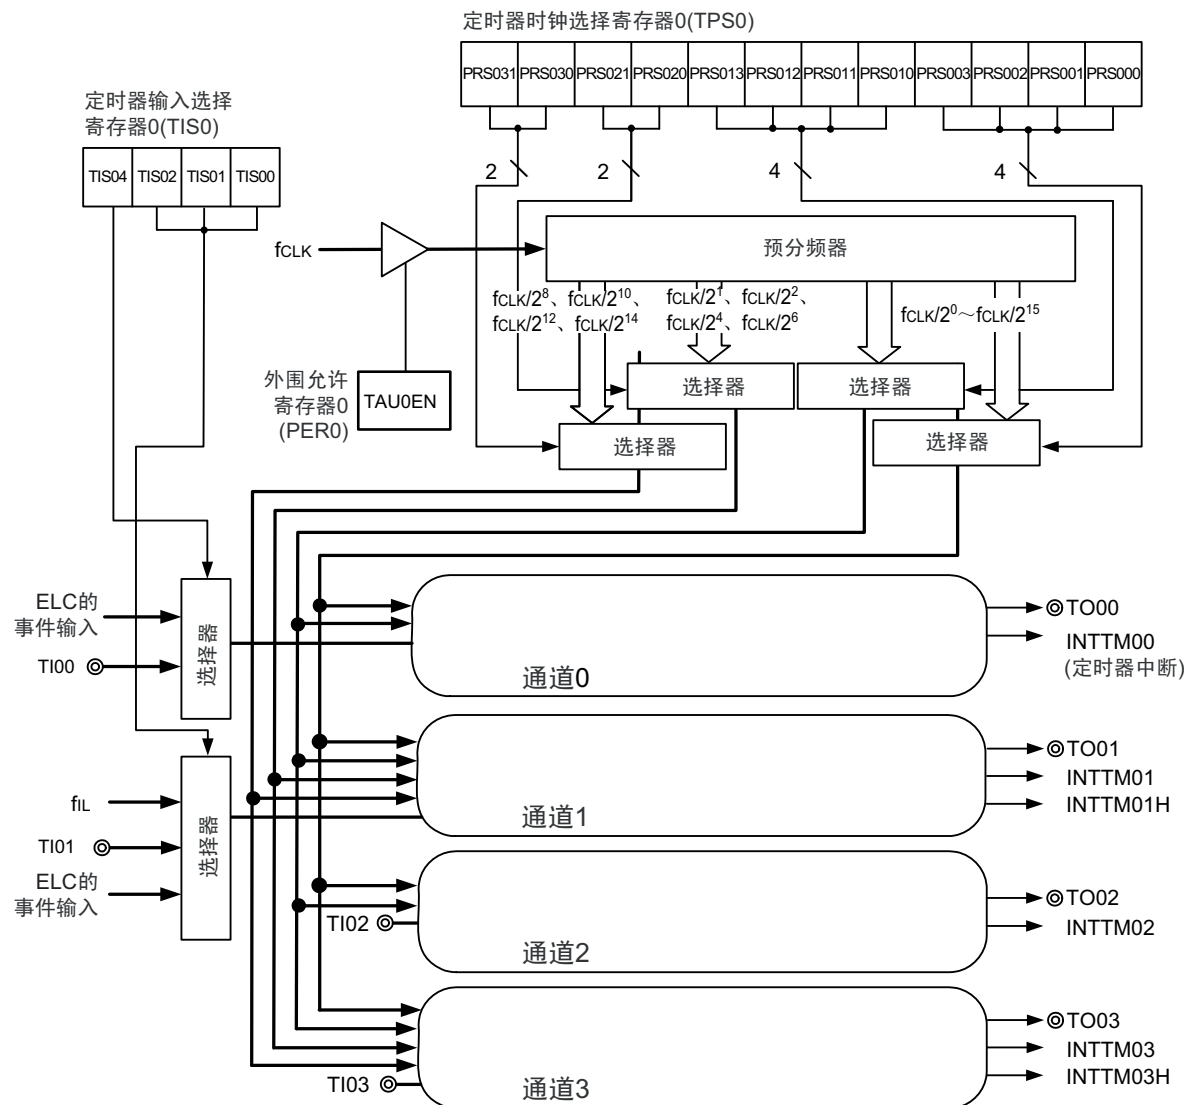 定时器时钟选择寄存器0(TPS0)
PRS031 PRS030 PRS021 PRS020 PRS013 PRS012 PRS011 PRS010 PRS003 PRS002 PRS001 PRS000
定时器输入选择
寄存器0(TIS0)
TIS04 TIS02 TIS01 TIS00
2 2 4 4
fCLK
预分频器
fCLK/2⁸、fCLK/2¹⁰、
fCLK/2¹²、fCLK/2¹⁴
fCLK/2¹、fCLK/2²、
fCLK/2⁴、fCLK/2⁶
fCLK/2⁰～fCLK/2¹⁵
外围允许
寄存器0
(PER0)
TAU0EN
选择器
选择器
选择器
选择器
ELC的
事件输入
TI00
选择器
通道0
TO00
INTTM00
(定时器中断)
fIL
TI01
ELC的
事件输入
选择器
通道1
TO01
INTTM01
INTTM01H
TI02
通道2
TO02
INTTM02
TI03
通道3
TO03
INTTM03
INTTM03H